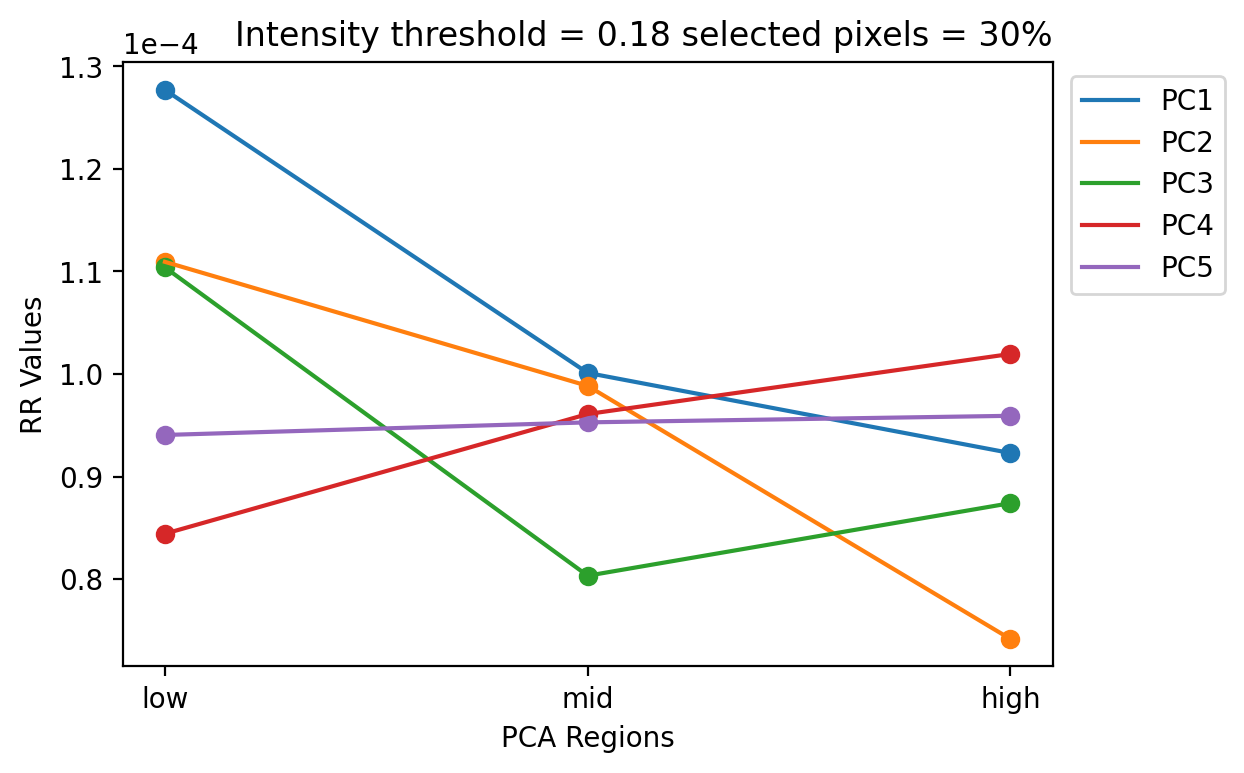 Intensity threshold = 0.18 selected pixels = 30%
1e−4
1.3
1.2
1.1
1.0
0.9
0.8
RR Values
low mid high
PCA Regions
PC1
PC2
PC3
PC4
PC5